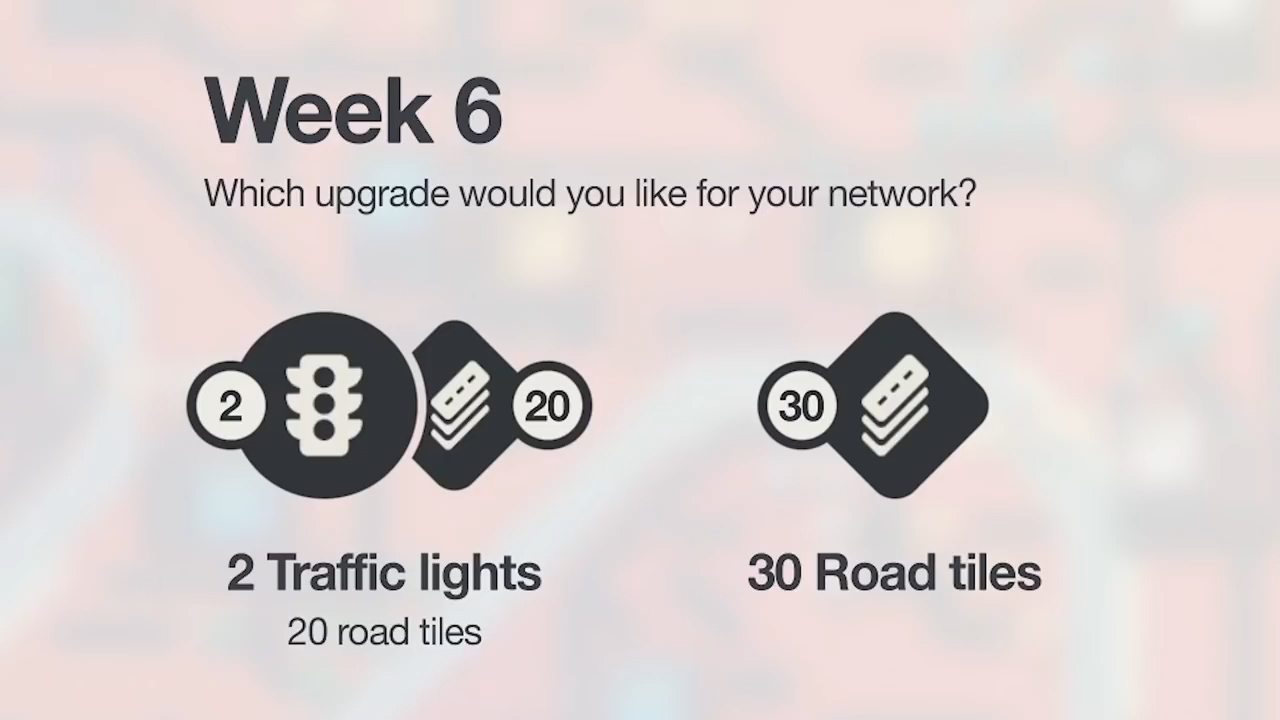 Week 6
Which upgrade would you like for your network?
2
20
30
2 Traffic lights
20 road tiles
30 Road tiles